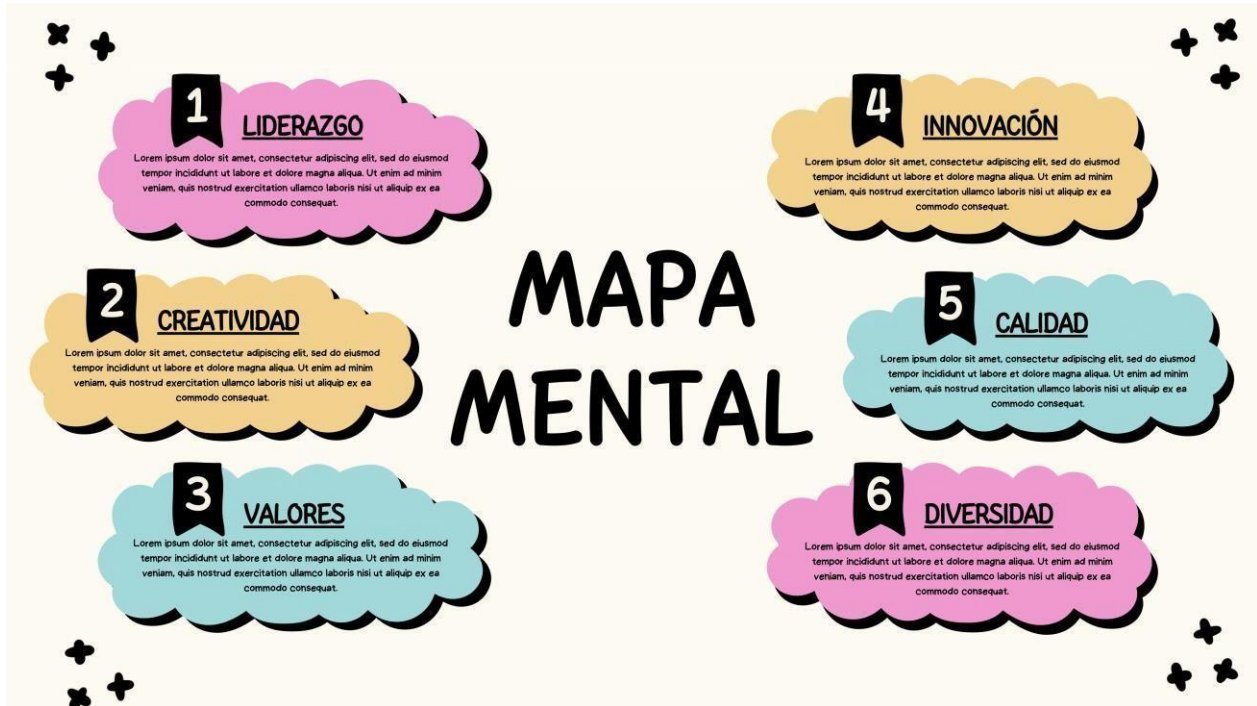 1
LIDERAZGO
Lorem ipsum dolor sit amet, consectetur adipiscing elit, sed do eiusmod
tempor incididunt ut labore et dolore magna aliqua. Ut enim ad minim
veniam, quis nostrud exercitation ullamco laboris nisi ut aliquip ex ea
commodo consequat.
2
CREATIVIDAD
Lorem ipsum dolor sit amet, consectetur adipiscing elit, sed do eiusmod
tempor incididunt ut labore et dolore magna aliqua. Ut enim ad minim
veniam, quis nostrud exercitation ullamco laboris nisi ut aliquip ex ea
commodo consequat.
3
VALORES
Lorem ipsum dolor sit amet, consectetur adipiscing elit, sed do eiusmod
tempor incididunt ut labore et dolore magna aliqua. Ut enim ad minim
veniam, quis nostrud exercitation ullamco laboris nisi ut aliquip ex ea
commodo consequat.
MAPA
MENTAL
4
INNOVACIÓN
Lorem ipsum dolor sit amet, consectetur adipiscing elit, sed do eiusmod
tempor incididunt ut labore et dolore magna aliqua. Ut enim ad minim
veniam, quis nostrud exercitation ullamco laboris nisi ut aliquip ex ea
commodo consequat.
5
CALIDAD
Lorem ipsum dolor sit amet, consectetur adipiscing elit, sed do eiusmod
tempor incididunt ut labore et dolore magna aliqua. Ut enim ad minim
veniam, quis nostrud exercitation ullamco laboris nisi ut aliquip ex ea
commodo consequat.
6
DIVERSIDAD
Lorem ipsum dolor sit amet, consectetur adipiscing elit, sed do eiusmod
tempor incididunt ut labore et dolore magna aliqua. Ut enim ad minim
veniam, quis nostrud exercitation ullamco laboris nisi ut aliquip ex ea
commodo consequat.